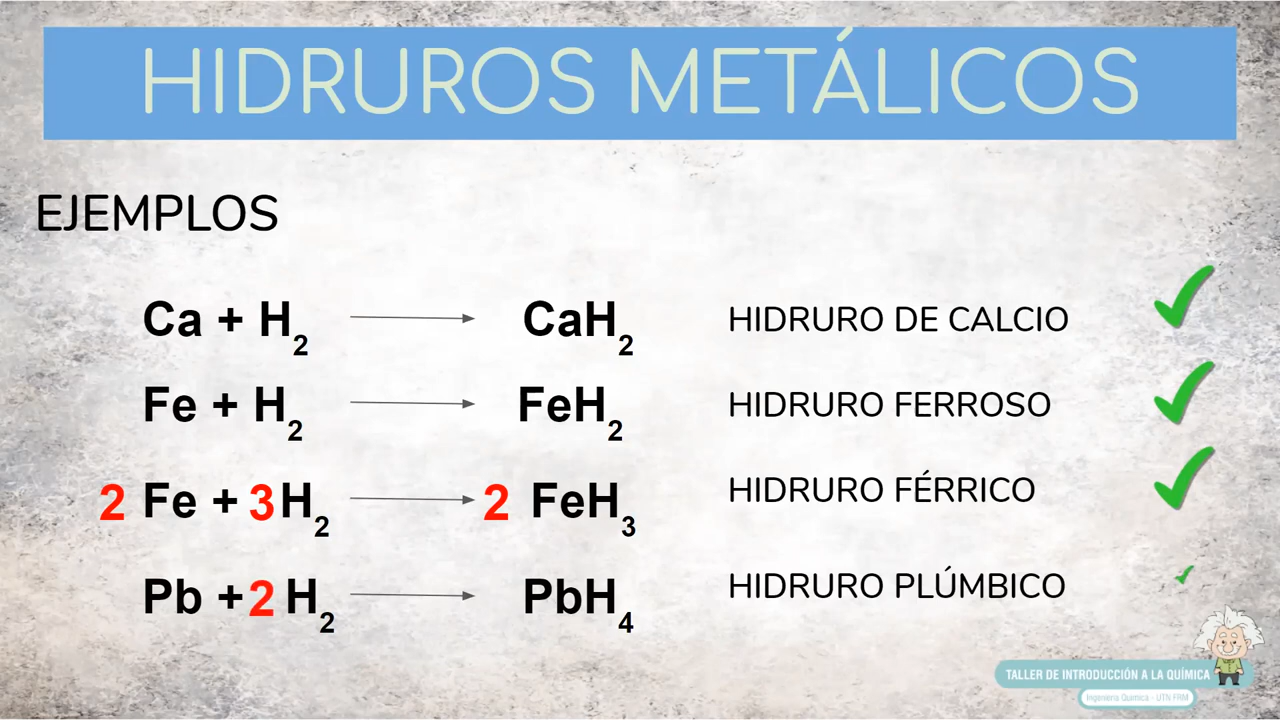 HIDRUROS METÁLICOS
EJEMPLOS
Ca + H₂ → CaH₂ HIDRURO DE CALCIO
Fe + H₂ → FeH₂ HIDRURO FERROSO
2 Fe + 3 H₂ → 2 FeH₃ HIDRURO FÉRRICO
Pb + 2 H₂ → PbH₄ HIDRURO PLÚMBICO
TALLER DE INTRODUCCIÓN A LA QUÍMICA
Ingeniería Química - UTN FRM